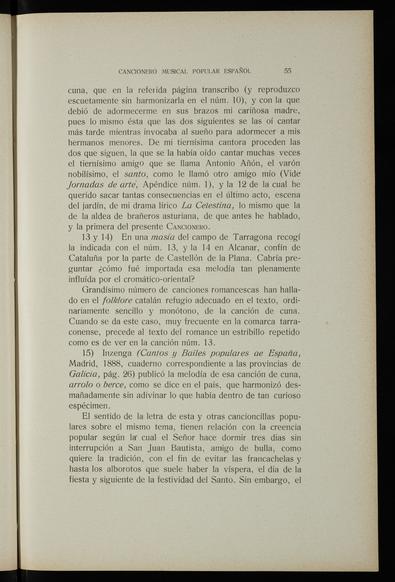 CANCIONERO MUSICAL POPULAR ESPAÑOL 55
cuna, que en la referida página transcribo (y reproduzco
escuetamente sin harmonizarla en el núm. 10), y con la que
debió de adormecerme en sus brazos mi cariñosa madre,
pues lo mismo ésta que las dos siguientes se las oí cantar
más tarde mientras invocaba al sueño para adormecer a mis
hermanos menores. De mi tiernísima cantora proceden las
dos que siguen, la que se la había oído cantar muchas veces
el tiernísimo amigo que se llama Antonio Añón, el varón
nobilísimo, el santo, como le llamó otro amigo mío (Vide
Jornadas de arte, Apéndice núm. 1), y la 12 de la cual he
querido sacar tantas consecuencias en el último acto, escena
del jardín, de mi drama lírico La Celestina, lo mismo que la
de la aldea de brañeros asturiana, de que antes he hablado,
y la primera del presente CANCIONERO.
13 y 14) En una masía del campo de Tarragona recogí
la indicada con el núm. 13, y la 14 en Alcanar, confín de
Cataluña por la parte de Castellón de la Plana. Cabría pre-
guntar ¿cómo fué importada esa melodía tan plenamente
influída por el cromático-oriental?
Grandísimo número de canciones romancescas han halla-
do en el folklore catalán refugio adecuado en el texto, ordi-
nariamente sencillo y monótono, de la canción de cuna.
Cuando se da este caso, muy frecuente en la comarca tarra-
conense, precede al texto del romance un estribillo repetido
como es de ver en la canción núm. 13.
15) Inzenga (Cantos y Bailes populares de España,
Madrid, 1888, cuaderno correspondiente a las provincias de
Galicia, pág. 26) publicó la melodía de esa canción de cuna,
arrolo o berce, como se dice en el país, que harmonizó des-
mañadamente sin adivinar lo que había dentro de tan curioso
espécimen.
El sentido de la letra de esta y otras cancioncillas popu-
lares sobre el mismo tema, tienen relación con la creencia
popular según la cual el Señor hace dormir tres días sin
interrupción a San Juan Bautista, amigo de bulla, como
quiere la tradición, con el fin de evitar las francachelas y
hasta los alborotos que suele haber la víspera, el día de la
fiesta y siguiente de la festividad del Santo. Sin embargo, el